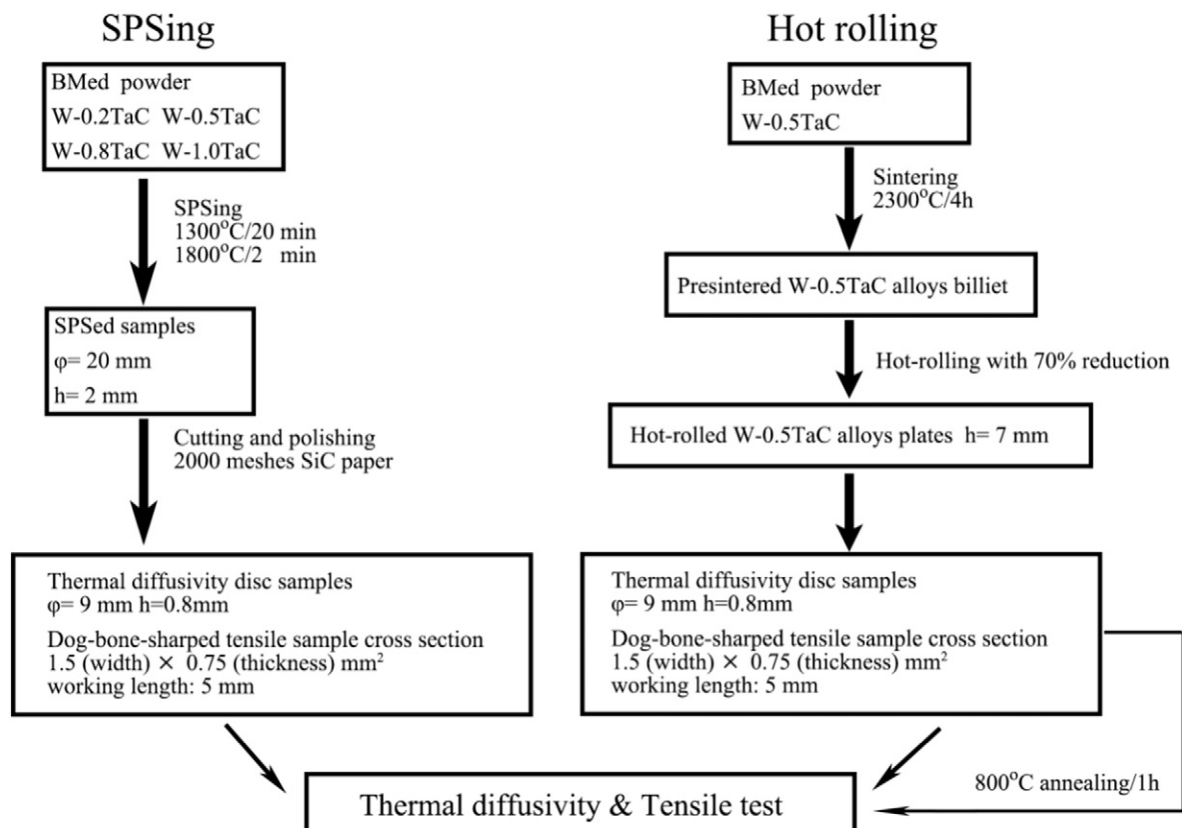 SPSing
BMed powder
W-0.2TaC W-0.5TaC
W-0.8TaC W-1.0TaC
SPSing
1300°C/20 min
1800°C/2 min
SPSed samples
φ= 20 mm
h= 2 mm
Cutting and polishing
2000 meshes SiC paper
Thermal diffusivity disc samples
φ= 9 mm h=0.8mm
Dog-bone-sharped tensile sample cross section
1.5 (width) × 0.75 (thickness) mm²
working length: 5 mm
Hot rolling
BMed powder
W-0.5TaC
Sintering
2300°C/4h
Presintered W-0.5TaC alloys billiet
Hot-rolling with 70% reduction
Hot-rolled W-0.5TaC alloys plates h= 7 mm
Thermal diffusivity disc samples
φ= 9 mm h=0.8mm
Dog-bone-sharped tensile sample cross section
1.5 (width) × 0.75 (thickness) mm²
working length: 5 mm
800°C annealing/1h
Thermal diffusivity & Tensile test